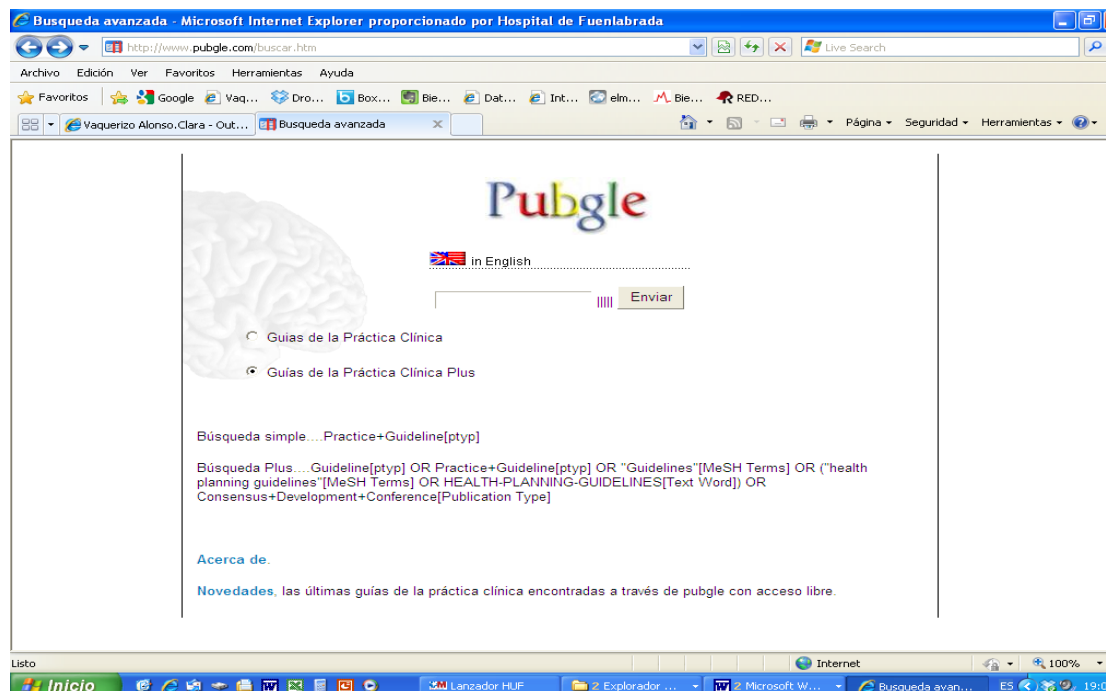 Busqueda avanzada - Microsoft Internet Explorer proporcionado por Hospital de Fuenlabrada
http://www.pubgle.com/buscar.htm
Live Search
Archivo Edición Ver Favoritos Herramientas Ayuda
Favoritos Google Vaq... Dro... Box... Bie... Dat... Int... elm... Bie... RED...
Vaquerizo Alonso.Clara - Out... Busqueda avanzada Página Seguridad Herramientas
Pubgle
in English
Enviar
Guias de la Práctica Clínica
Guías de la Práctica Clínica Plus
Búsqueda simple....Practice+Guideline[ptyp]
Búsqueda Plus....Guideline[ptyp] OR Practice+Guideline[ptyp] OR "Guidelines"[MeSH Terms] OR ("health
planning guidelines"[MeSH Terms] OR HEALTH-PLANNING-GUIDELINES[Text Word]) OR
Consensus+Development+Conference[Publication Type]
Acerca de.
Novedades, las últimas guías de la práctica clínica encontradas a través de pubgle con acceso libre.
Listo Internet 100%
Inicio Lanzador HUF 2 Explorador ... 2 Microsoft W... Busqueda avan... ES 19:0